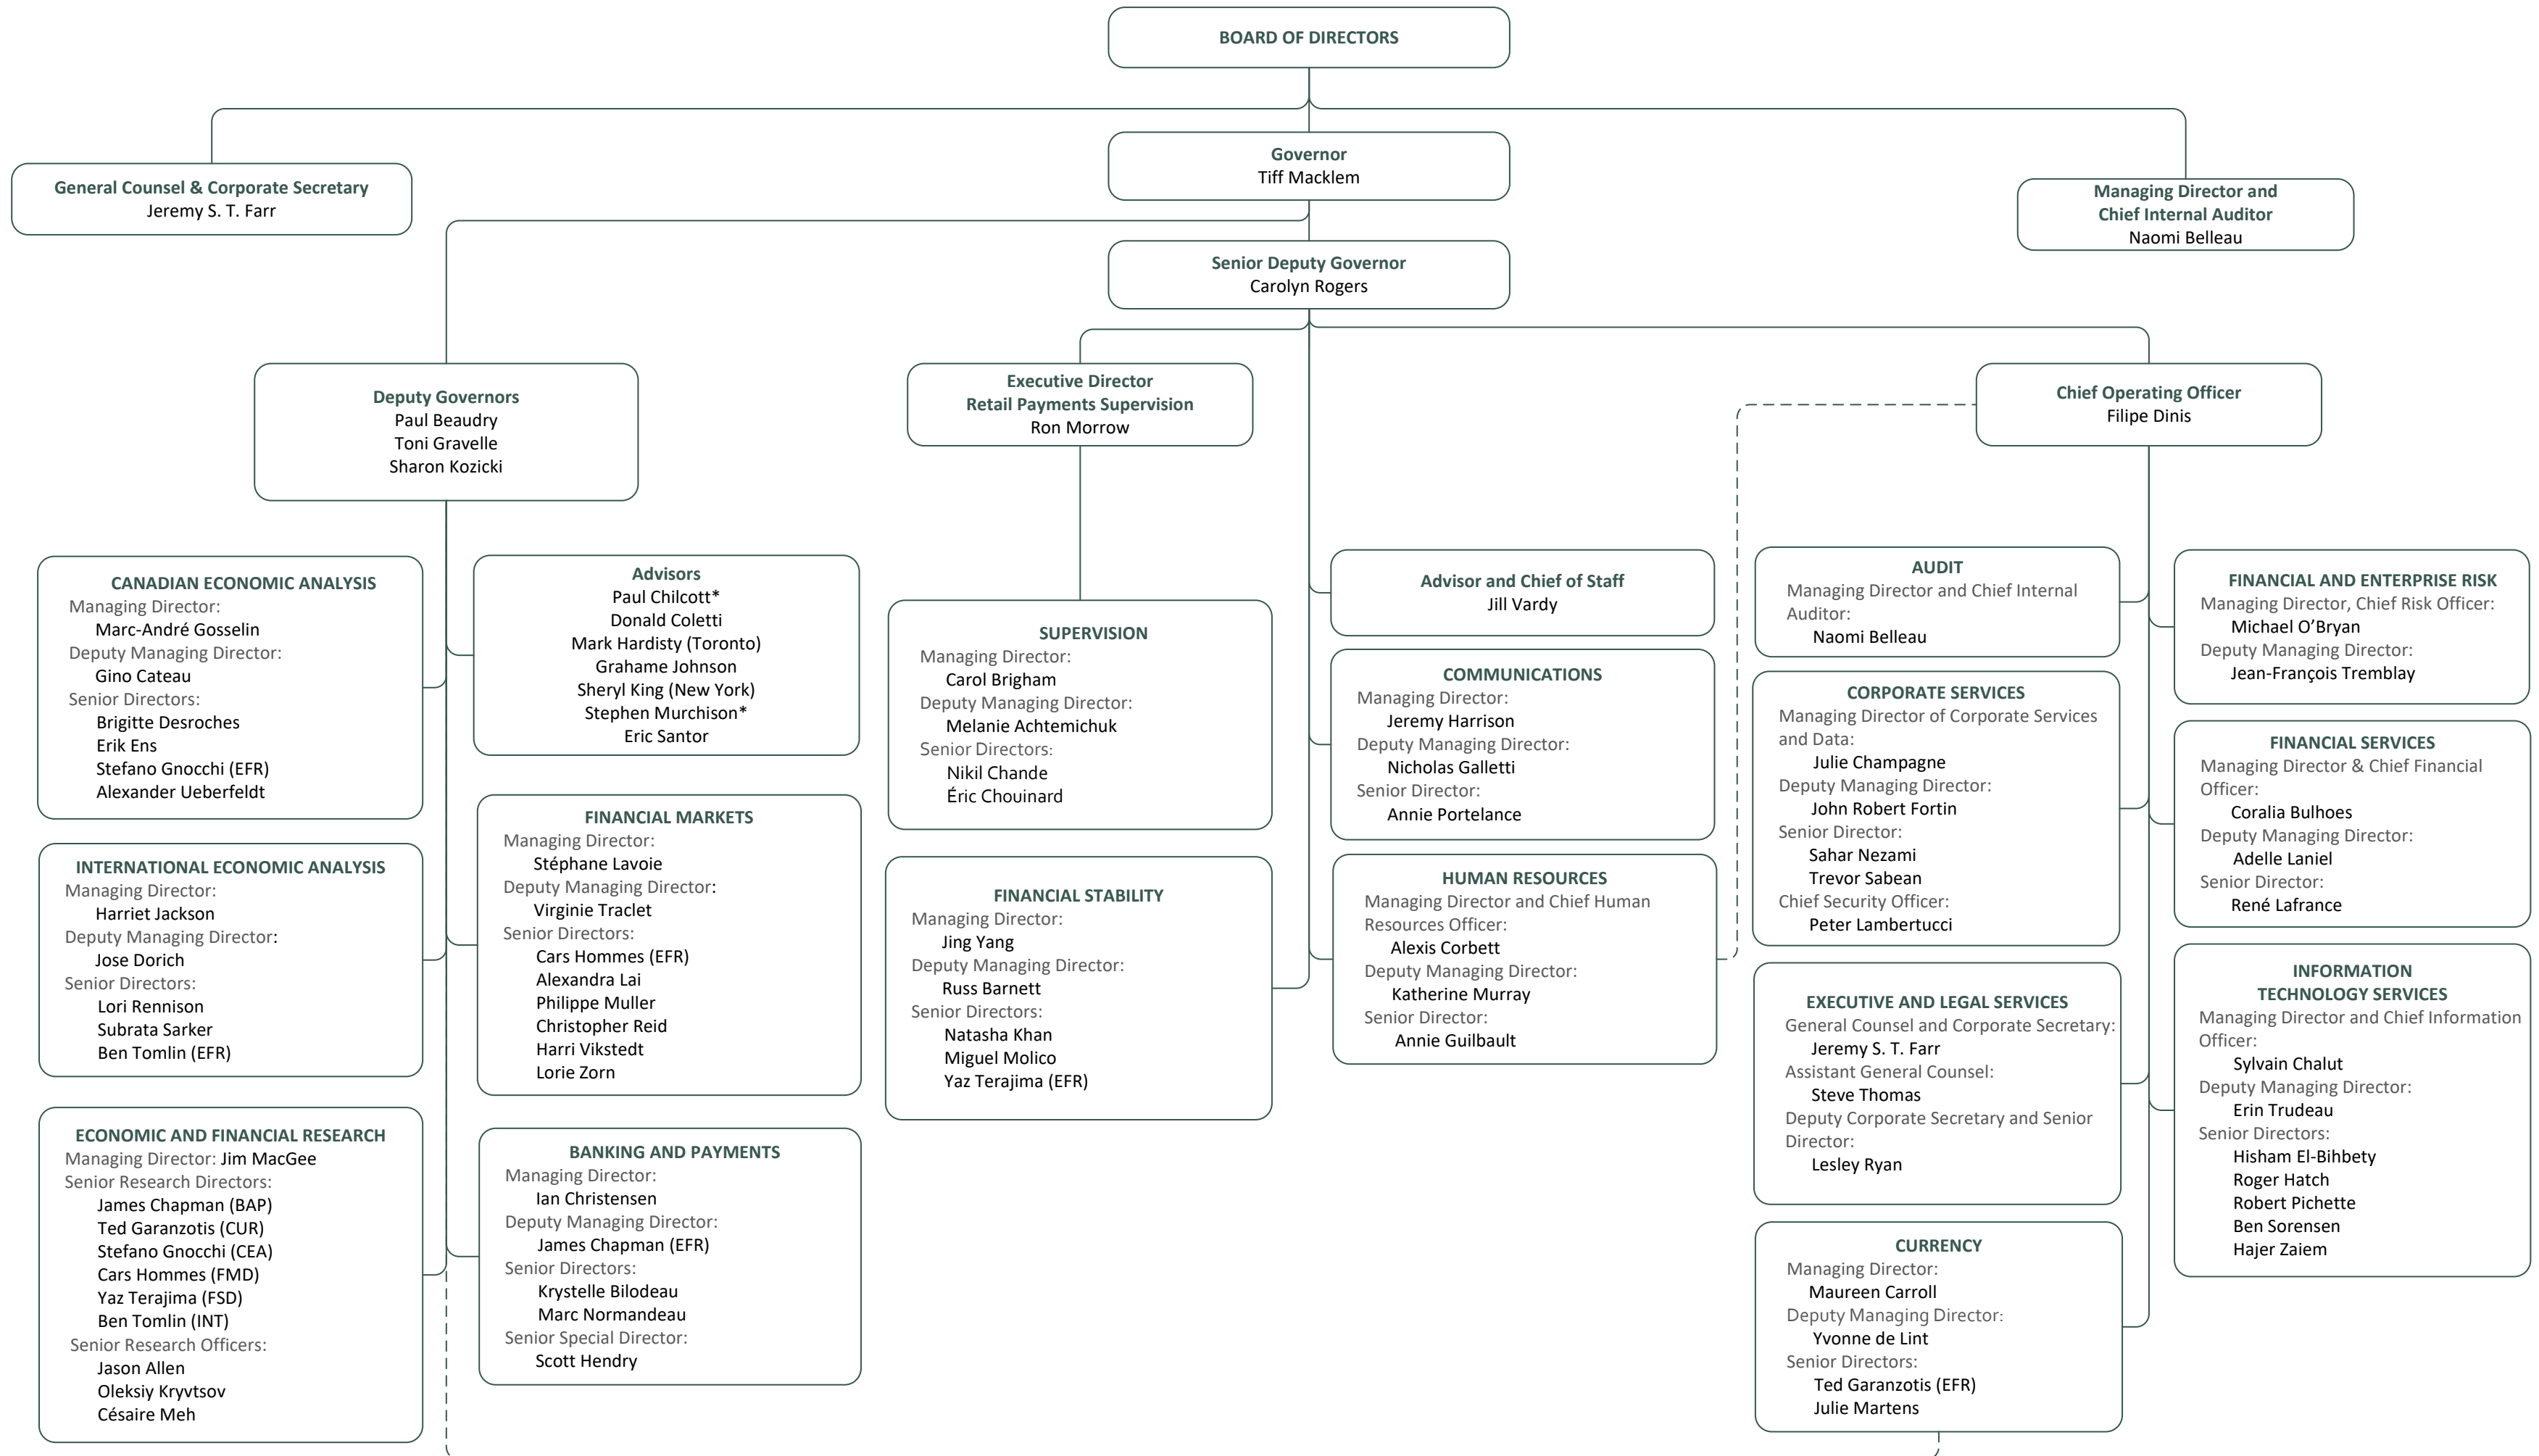 BOARD OF DIRECTORS
General Counsel & Corporate Secretary
Jeremy S. T. Farr
Governor
Tiff Macklem
Managing Director and
Chief Internal Auditor
Naomi Belleau
Senior Deputy Governor
Carolyn Rogers
Deputy Governors
Paul Beaudry
Toni Gravelle
Sharon Kozicki
Executive Director
Retail Payments Supervision
Ron Morrow
Chief Operating Officer
Filipe Dinis
CANADIAN ECONOMIC ANALYSIS
Managing Director:
Marc-André Gosselin
Deputy Managing Director:
Gino Cateau
Senior Directors:
Brigitte Desroches
Erik Ens
Stefano Gnocchi (EFR)
Alexander Ueberfeldt
INTERNATIONAL ECONOMIC ANALYSIS
Managing Director:
Harriet Jackson
Deputy Managing Director:
Jose Dorich
Senior Directors:
Lori Rennison
Subrata Sarker
Ben Tomlin (EFR)
ECONOMIC AND FINANCIAL RESEARCH
Managing Director: Jim MacGee
Senior Research Directors:
James Chapman (BAP)
Ted Garanzotis (CUR)
Stefano Gnocchi (CEA)
Cars Hommes (FMD)
Yaz Terajima (FSD)
Ben Tomlin (INT)
Senior Research Officers:
Jason Allen
Oleksiy Kryvtsov
Césaire Meh
Advisors
Paul Chilcott*
Donald Coletti
Mark Hardisty (Toronto)
Grahame Johnson
Sheryl King (New York)
Stephen Murchison*
Eric Santor
FINANCIAL MARKETS
Managing Director:
Stéphane Lavoie
Deputy Managing Director:
Virginie Traclet
Senior Directors:
Cars Hommes (EFR)
Alexandra Lai
Philippe Muller
Christopher Reid
Harri Vikstedt
Lorie Zorn
BANKING AND PAYMENTS
Managing Director:
Ian Christensen
Deputy Managing Director:
James Chapman (EFR)
Senior Directors:
Krystelle Bilodeau
Marc Normandeau
Senior Special Director:
Scott Hendry
SUPERVISION
Managing Director:
Carol Brigham
Deputy Managing Director:
Melanie Achtemichuk
Senior Directors:
Nikil Chande
Éric Chouinard
FINANCIAL STABILITY
Managing Director:
Jing Yang
Deputy Managing Director:
Russ Barnett
Senior Directors:
Natasha Khan
Miguel Molico
Yaz Terajima (EFR)
Advisor and Chief of Staff
Jill Vardy
COMMUNICATIONS
Managing Director:
Jeremy Harrison
Deputy Managing Director:
Nicholas Galletti
Senior Director:
Annie Portelance
HUMAN RESOURCES
Managing Director and Chief Human
Resources Officer:
Alexis Corbett
Deputy Managing Director:
Katherine Murray
Senior Director:
Annie Guilbault
AUDIT
Managing Director and Chief Internal
Auditor:
Naomi Belleau
CORPORATE SERVICES
Managing Director of Corporate Services
and Data:
Julie Champagne
Deputy Managing Director:
John Robert Fortin
Senior Director:
Sahar Nezami
Trevor Sabean
Chief Security Officer:
Peter Lambertucci
EXECUTIVE AND LEGAL SERVICES
General Counsel and Corporate Secretary:
Jeremy S. T. Farr
Assistant General Counsel:
Steve Thomas
Deputy Corporate Secretary and Senior
Director:
Lesley Ryan
CURRENCY
Managing Director:
Maureen Carroll
Deputy Managing Director:
Yvonne de Lint
Senior Directors:
Ted Garanzotis (EFR)
Julie Martens
FINANCIAL AND ENTERPRISE RISK
Managing Director, Chief Risk Officer:
Michael O’Bryan
Deputy Managing Director:
Jean-François Tremblay
FINANCIAL SERVICES
Managing Director & Chief Financial
Officer:
Coralia Bulhoes
Deputy Managing Director:
Adelle Laniel
Senior Director:
René Lafrance
INFORMATION
TECHNOLOGY SERVICES
Managing Director and Chief Information
Officer:
Sylvain Chalut
Deputy Managing Director:
Erin Trudeau
Senior Directors:
Hisham El-Bihbety
Roger Hatch
Robert Pichette
Ben Sorensen
Hajer Zaiem